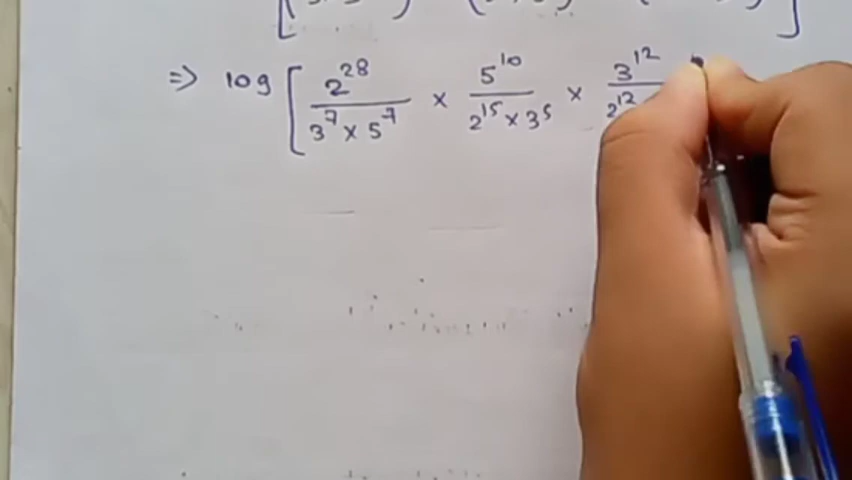 ⇒ log [ 2^28 / (3^7 × 5^7) × 5^10 / (2^15 × 3^5) × 3^12 / 2^12